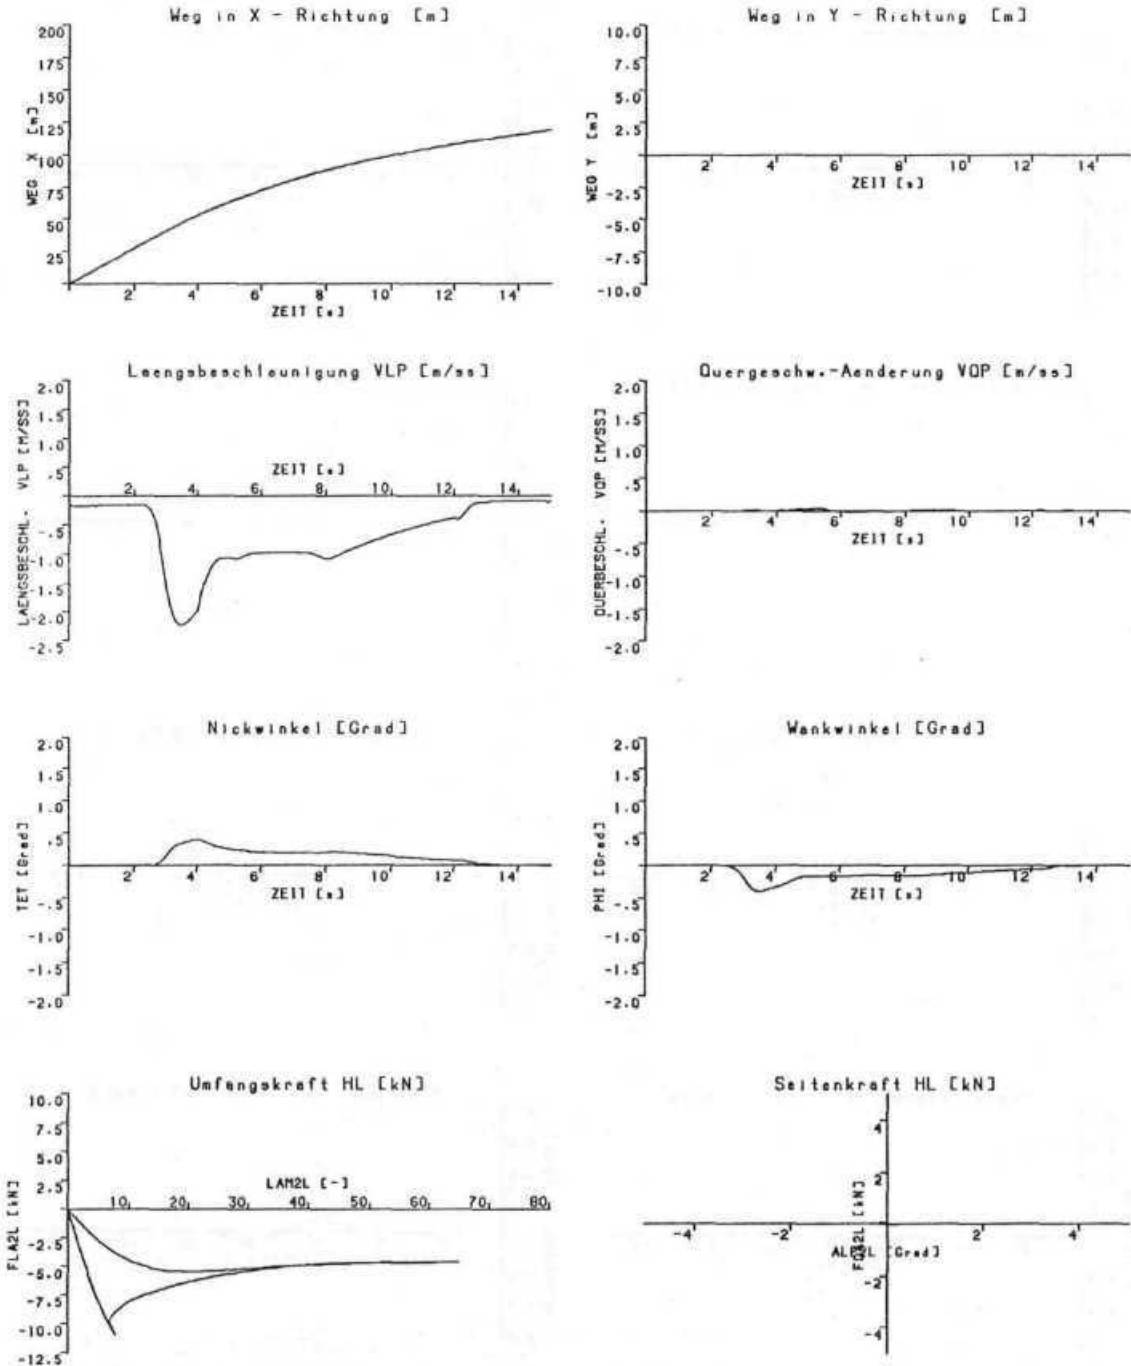 Weg in X - Richtung [m]
200
175
150
125
100
75
50
25
WEG X [m]
2 4 6 8 10 12 14
ZEIT [s]
Weg in Y - Richtung [m]
10.0
7.5
5.0
2.5
-2.5
-5.0
-7.5
-10.0
WEG Y [m]
2 4 6 8 10 12 14
ZEIT [s]
Laengsbeschleunigung VLP [m/ss]
2.0
1.5
1.0
.5
-.5
-1.0
-1.5
-2.0
-2.5
LAENGSBESCHL. VLP [M/SS]
ZEIT [s]
2 4 6 8 10 12 14
Quergeschw.-Aenderung VQP [m/ss]
2.0
1.5
1.0
.5
-.5
-1.0
-1.5
-2.0
QUERBESCHL. VQP [M/SS]
2 4 6 8 10 12 14
ZEIT [s]
Nickwinkel [Grad]
2.0
1.5
1.0
.5
-.5
-1.0
-1.5
-2.0
TET [Grad]
2 4 6 8 10 12 14
ZEIT [s]
Wankwinkel [Grad]
2.0
1.5
1.0
.5
-.5
-1.0
-1.5
-2.0
PHI [Grad]
2 4 6 8 10 12 14
ZEIT [s]
Umfangskraft HL [kN]
10.0
7.5
5.0
2.5
-2.5
-5.0
-7.5
-10.0
-12.5
FLA2L [kN]
LAM2L [-]
10 20 30 40 50 60 70 80
Seitenkraft HL [kN]
4
2
-2
-4
[kN]
-4 -2 2 4
[Grad]